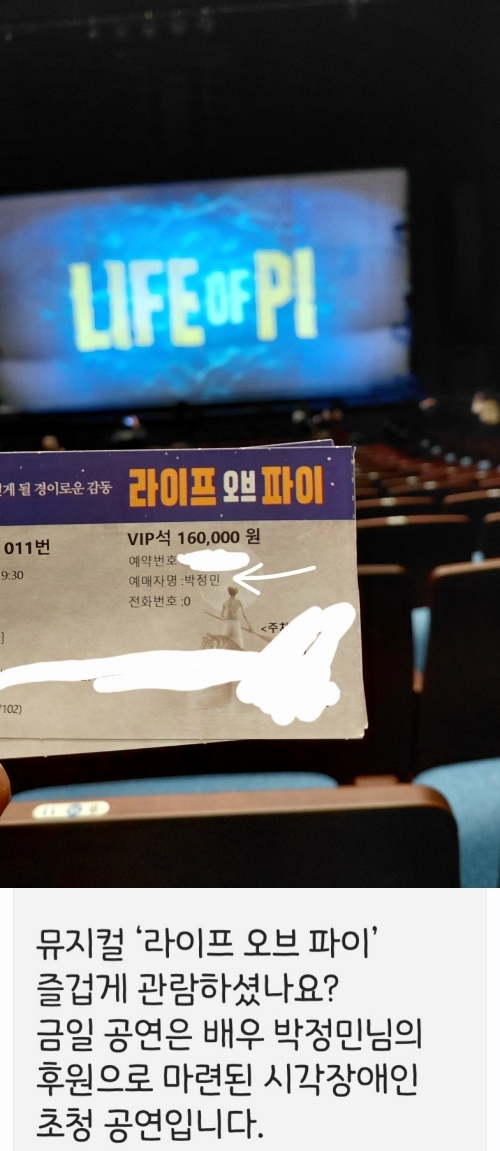 LIFE OF PI
게 될 경이로운 감동 라이프 오브 파이
011번 VIP석 160,000 원
예약번호
9:30 예매자명 :박정민
전화번호 :0
<주차
/102)
뮤지컬 ‘라이프 오브 파이’
즐겁게 관람하셨나요?
금일 공연은 배우 박정민님의
후원으로 마련된 시각장애인
초청 공연입니다.